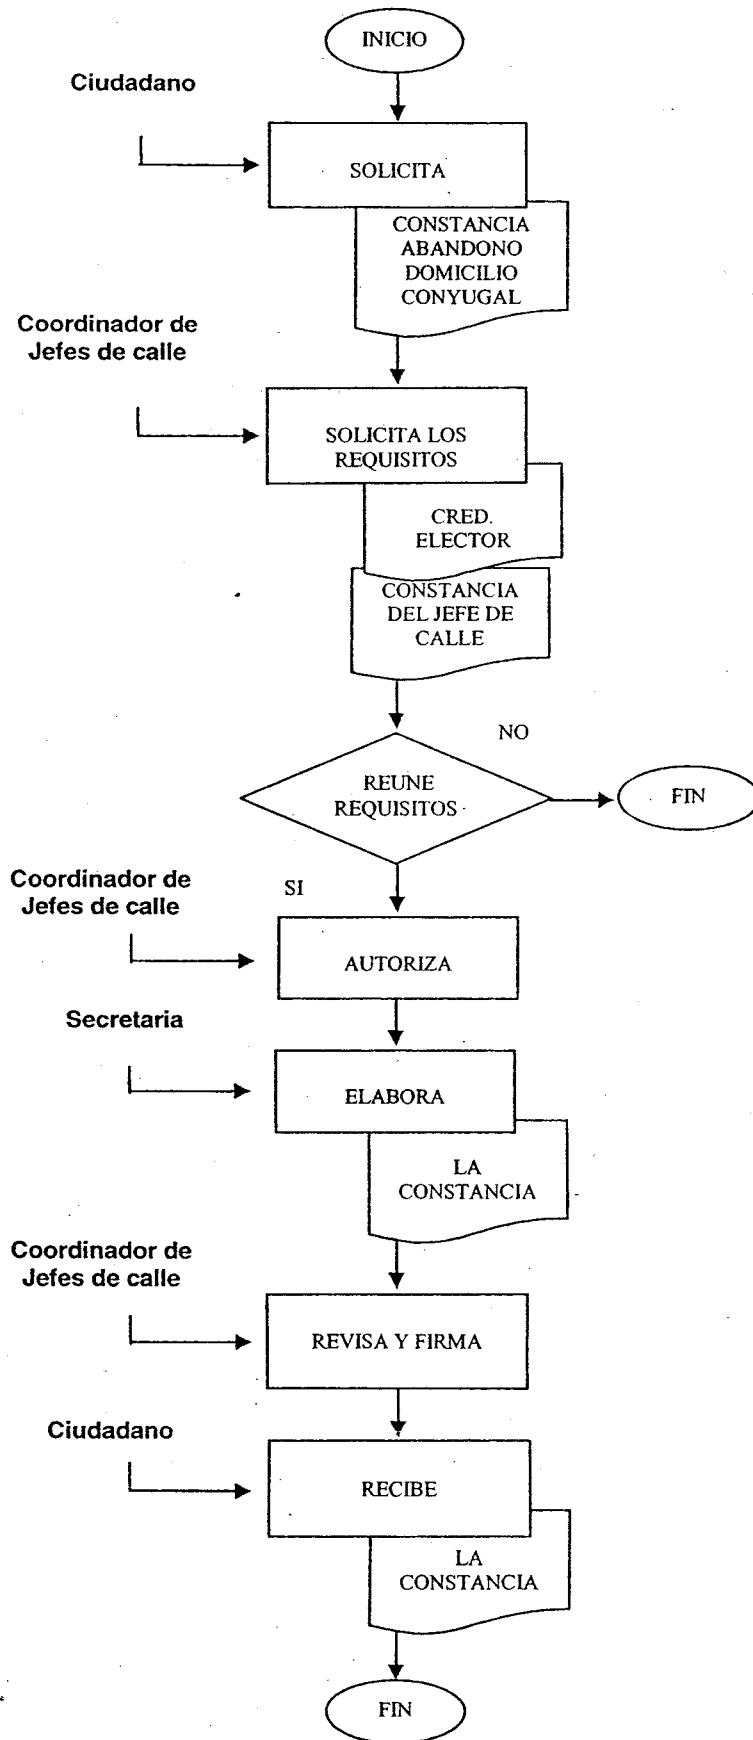 INICIO
Ciudadano
SOLICITA
CONSTANCIA
ABANDONO
DOMICILIO
CONYUGAL
Coordinador de
Jefes de calle
SOLICITA LOS
REQUISITOS
CRED.
ELECTOR
CONSTANCIA
DEL JEFE DE
CALLE
NO
REUNE
REQUISITOS
FIN
Coordinador de
Jefes de calle
SI
AUTORIZA
Secretaria
ELABORA
LA
CONSTANCIA
Coordinador de
Jefes de calle
REVISA Y FIRMA
Ciudadano
RECIBE
LA
CONSTANCIA
FIN